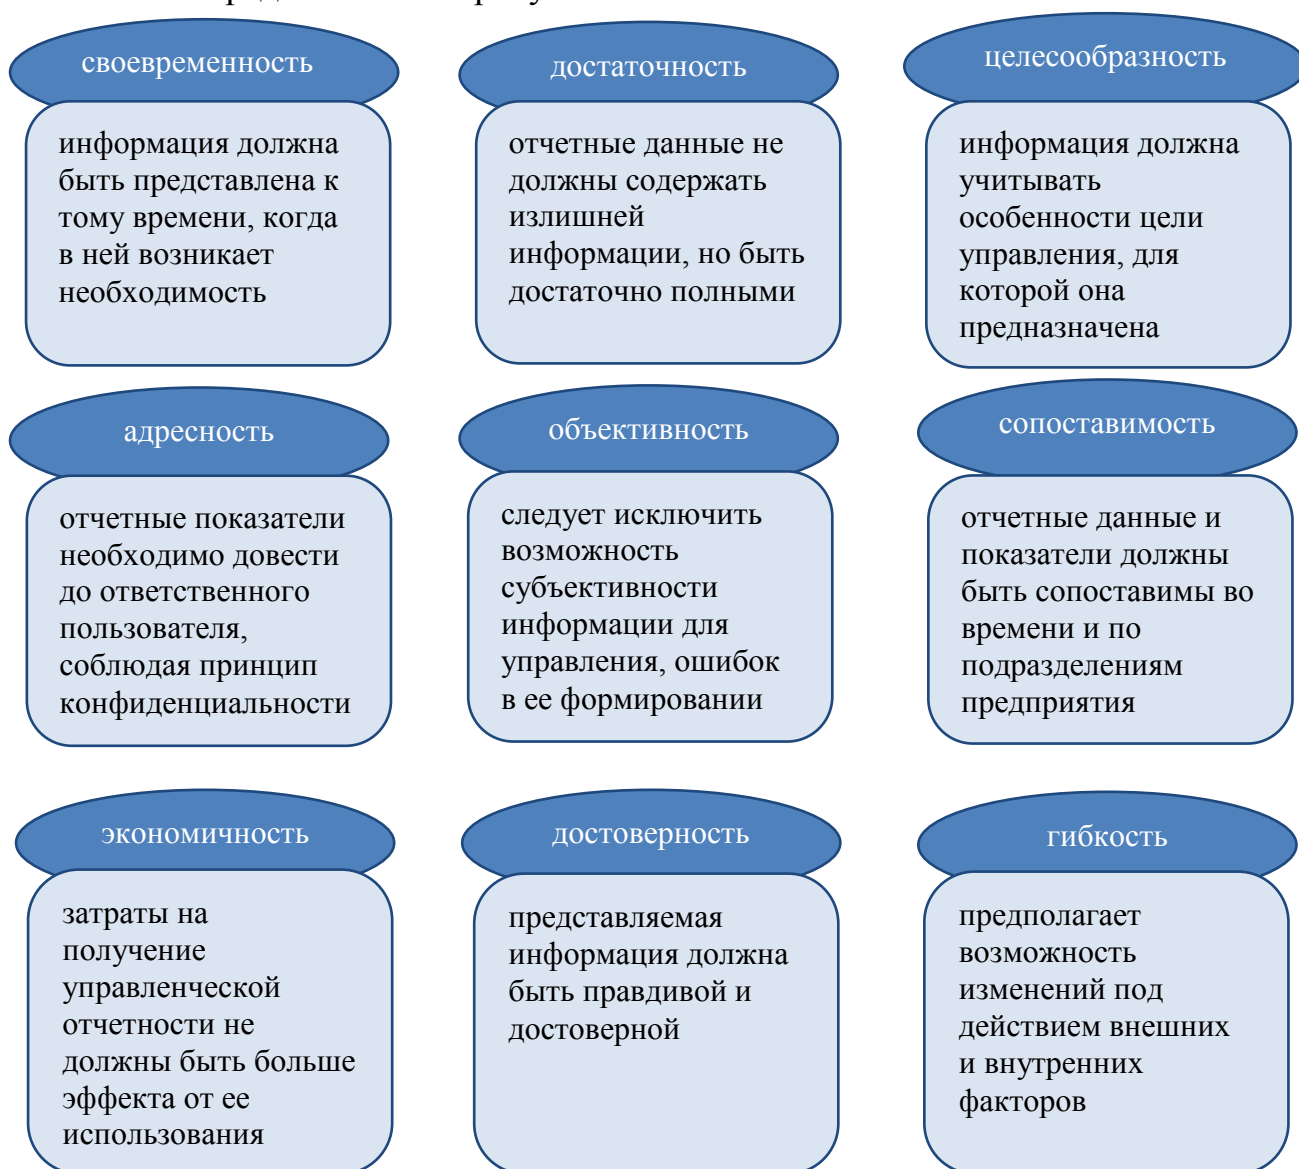 своевременность
информация должна
быть представлена к
тому времени, когда
в ней возникает
необходимость
достаточность
отчетные данные не
должны содержать
излишней
информации, но быть
достаточно полными
целесообразность
информация должна
учитывать
особенности цели
управления, для
которой она
предназначена
адресность
отчетные показатели
необходимо довести
до ответственного
пользователя,
соблюдая принцип
конфиденциальности
объективность
следует исключить
возможность
субъективности
информации для
управления, ошибок
в ее формировании
сопоставимость
отчетные данные и
показатели должны
быть сопоставимы во
времени и по
подразделениям
предприятия
экономичность
затраты на
получение
управленческой
отчетности не
должны быть больше
эффекта от ее
использования
достоверность
представляемая
информация должна
быть правдивой и
достоверной
гибкость
предполагает
возможность
изменений под
действием внешних
и внутренних
факторов